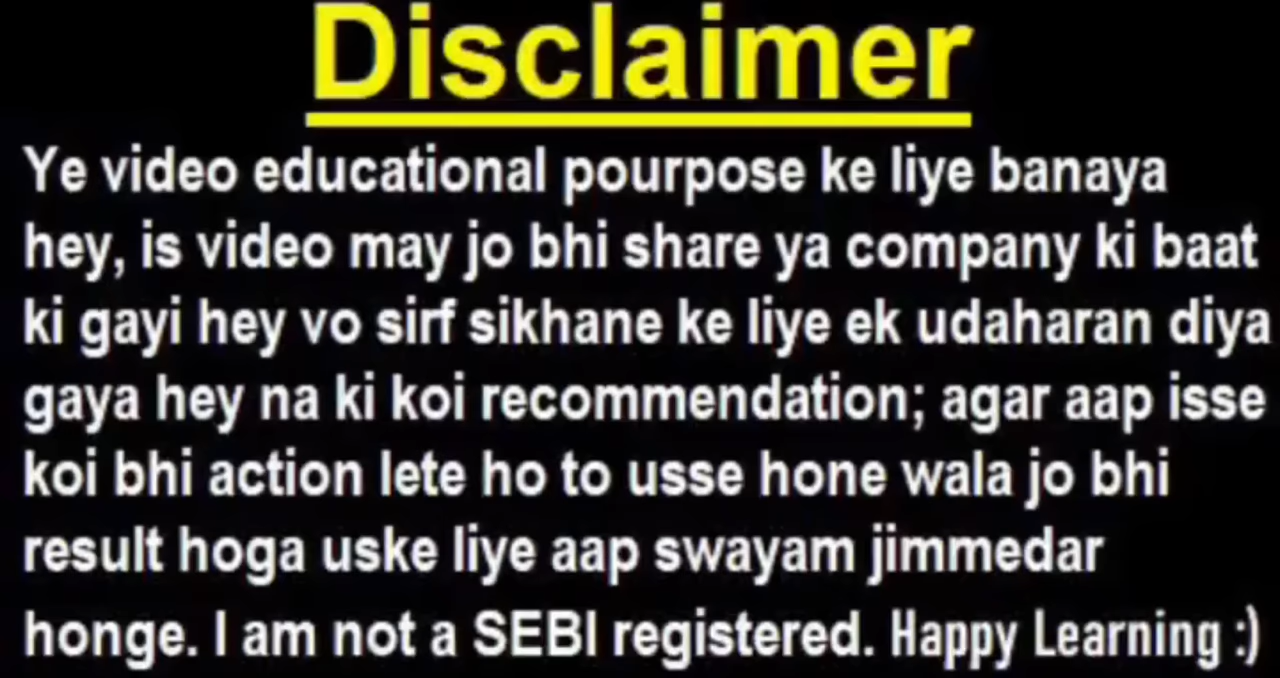 Disclaimer
Ye video educational pourpose ke liye banaya
hey, is video may jo bhi share ya company ki baat
ki gayi hey vo sirf sikhane ke liye ek udaharan diya
gaya hey na ki koi recommendation; agar aap isse
koi bhi action lete ho to usse hone wala jo bhi
result hoga uske liye aap swayam jimmedar
honge. I am not a SEBI registered. Happy Learning :)